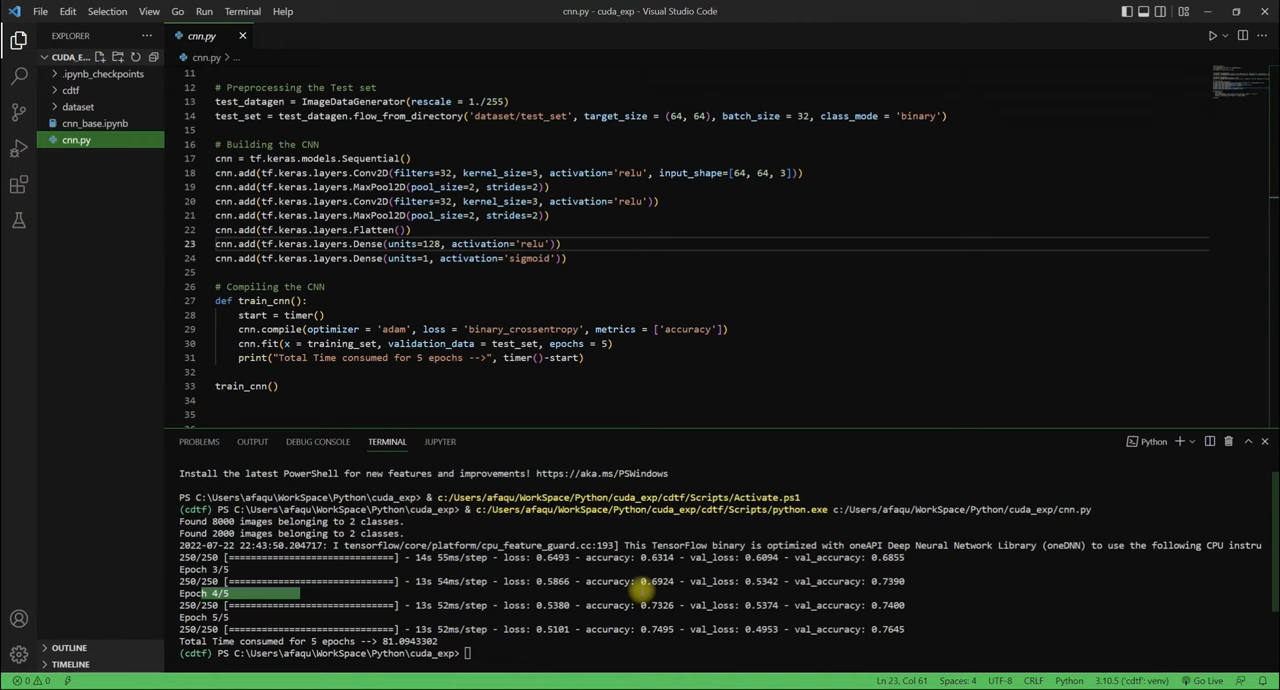 File Edit Selection View Go Run Terminal Help
cnn.py - cuda_exp - Visual Studio Code
EXPLORER
CUDA_E...
.ipynb_checkpoints
cdtf
dataset
cnn_base.ipynb
cnn.py
OUTLINE
TIMELINE
cnn.py
cnn.py > ...
11
12 # Preprocessing the Test set
13 test_datagen = ImageDataGenerator(rescale = 1./255)
14 test_set = test_datagen.flow_from_directory('dataset/test_set', target_size = (64, 64), batch_size = 32, class_mode = 'binary')
15
16 # Building the CNN
17 cnn = tf.keras.models.Sequential()
18 cnn.add(tf.keras.layers.Conv2D(filters=32, kernel_size=3, activation='relu', input_shape=[64, 64, 3]))
19 cnn.add(tf.keras.layers.MaxPool2D(pool_size=2, strides=2))
20 cnn.add(tf.keras.layers.Conv2D(filters=32, kernel_size=3, activation='relu'))
21 cnn.add(tf.keras.layers.MaxPool2D(pool_size=2, strides=2))
22 cnn.add(tf.keras.layers.Flatten())
23 cnn.add(tf.keras.layers.Dense(units=128, activation='relu'))
24 cnn.add(tf.keras.layers.Dense(units=1, activation='sigmoid'))
25
26 # Compiling the CNN
27 def train_cnn():
28 start = timer()
29 cnn.compile(optimizer = 'adam', loss = 'binary_crossentropy', metrics = ['accuracy'])
30 cnn.fit(x = training_set, validation_data = test_set, epochs = 5)
31 print("Total Time consumed for 5 epochs -->", timer()-start)
32
33 train_cnn()
34
35
PROBLEMS OUTPUT DEBUG CONSOLE TERMINAL JUPYTER
Python
Install the latest PowerShell for new features and improvements! https://aka.ms/PSWindows
PS C:\Users\afaqu\WorkSpace\Python\cuda_exp> & c:/Users/afaqu/WorkSpace/Python/cuda_exp/cdtf/Scripts/Activate.ps1
(cdtf) PS C:\Users\afaqu\WorkSpace\Python\cuda_exp> & c:/Users/afaqu/WorkSpace/Python/cuda_exp/cdtf/Scripts/python.exe c:/Users/afaqu/WorkSpace/Python/cuda_exp/cnn.py
Found 8000 images belonging to 2 classes.
Found 2000 images belonging to 2 classes.
2022-07-22 22:43:50.204717: I tensorflow/core/platform/cpu_feature_guard.cc:193] This TensorFlow binary is optimized with oneAPI Deep Neural Network Library (oneDNN) to use the following CPU instru
250/250 [==============================] - 14s 55ms/step - loss: 0.6493 - accuracy: 0.6314 - val_loss: 0.6094 - val_accuracy: 0.6855
Epoch 3/5
250/250 [==============================] - 13s 54ms/step - loss: 0.5866 - accuracy: 0.6924 - val_loss: 0.5342 - val_accuracy: 0.7390
Epoch 4/5
250/250 [==============================] - 13s 52ms/step - loss: 0.5380 - accuracy: 0.7326 - val_loss: 0.5374 - val_accuracy: 0.7400
Epoch 5/5
250/250 [==============================] - 13s 52ms/step - loss: 0.5101 - accuracy: 0.7495 - val_loss: 0.4953 - val_accuracy: 0.7645
Total Time consumed for 5 epochs --> 81.0943302
(cdtf) PS C:\Users\afaqu\WorkSpace\Python\cuda_exp>
0 0 Ln 23, Col 61 Spaces: 4 UTF-8 CRLF Python 3.10.5 ('cdtf': venv) Go Live